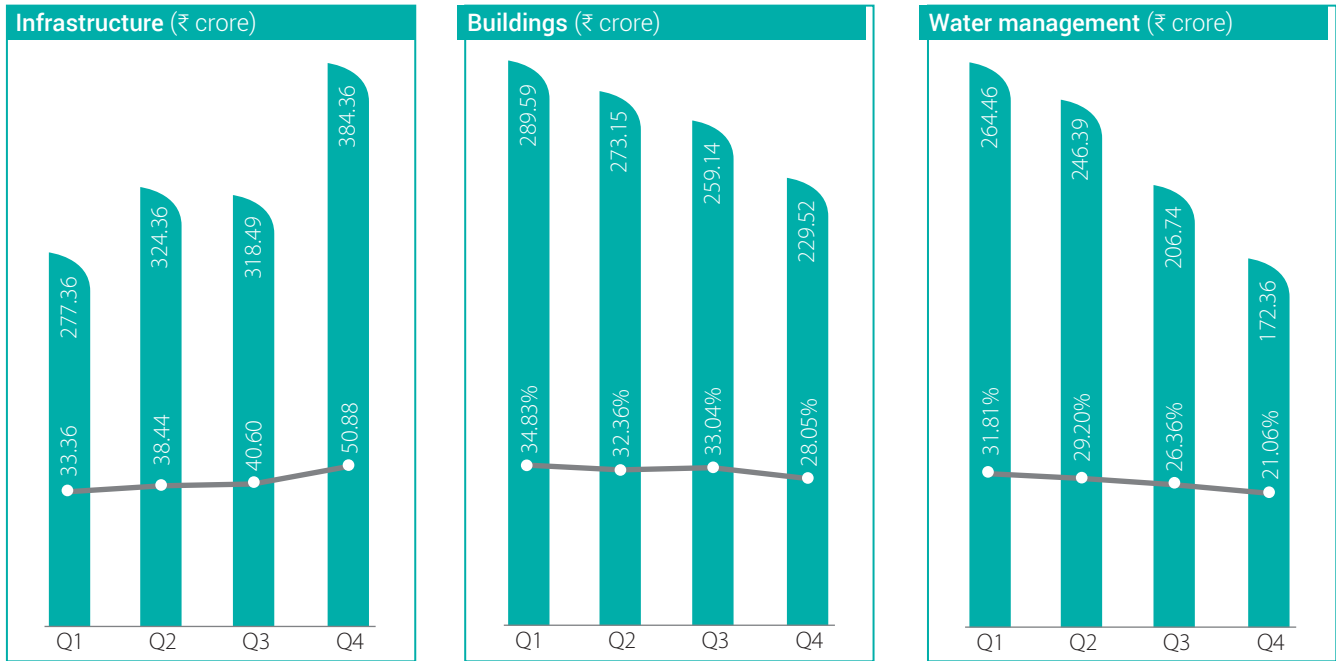 Infrastructure (₹ crore)
277.36
324.36
318.49
384.36
33.36
38.44
40.60
50.88
Q1
Q2
Q3
Q4
Buildings (₹ crore)
289.59
273.15
259.14
229.52
34.83%
32.36%
33.04%
28.05%
Q1
Q2
Q3
Q4
Water management (₹ crore)
264.46
246.39
206.74
172.36
31.81%
29.20%
26.36%
21.06%
Q1
Q2
Q3
Q4